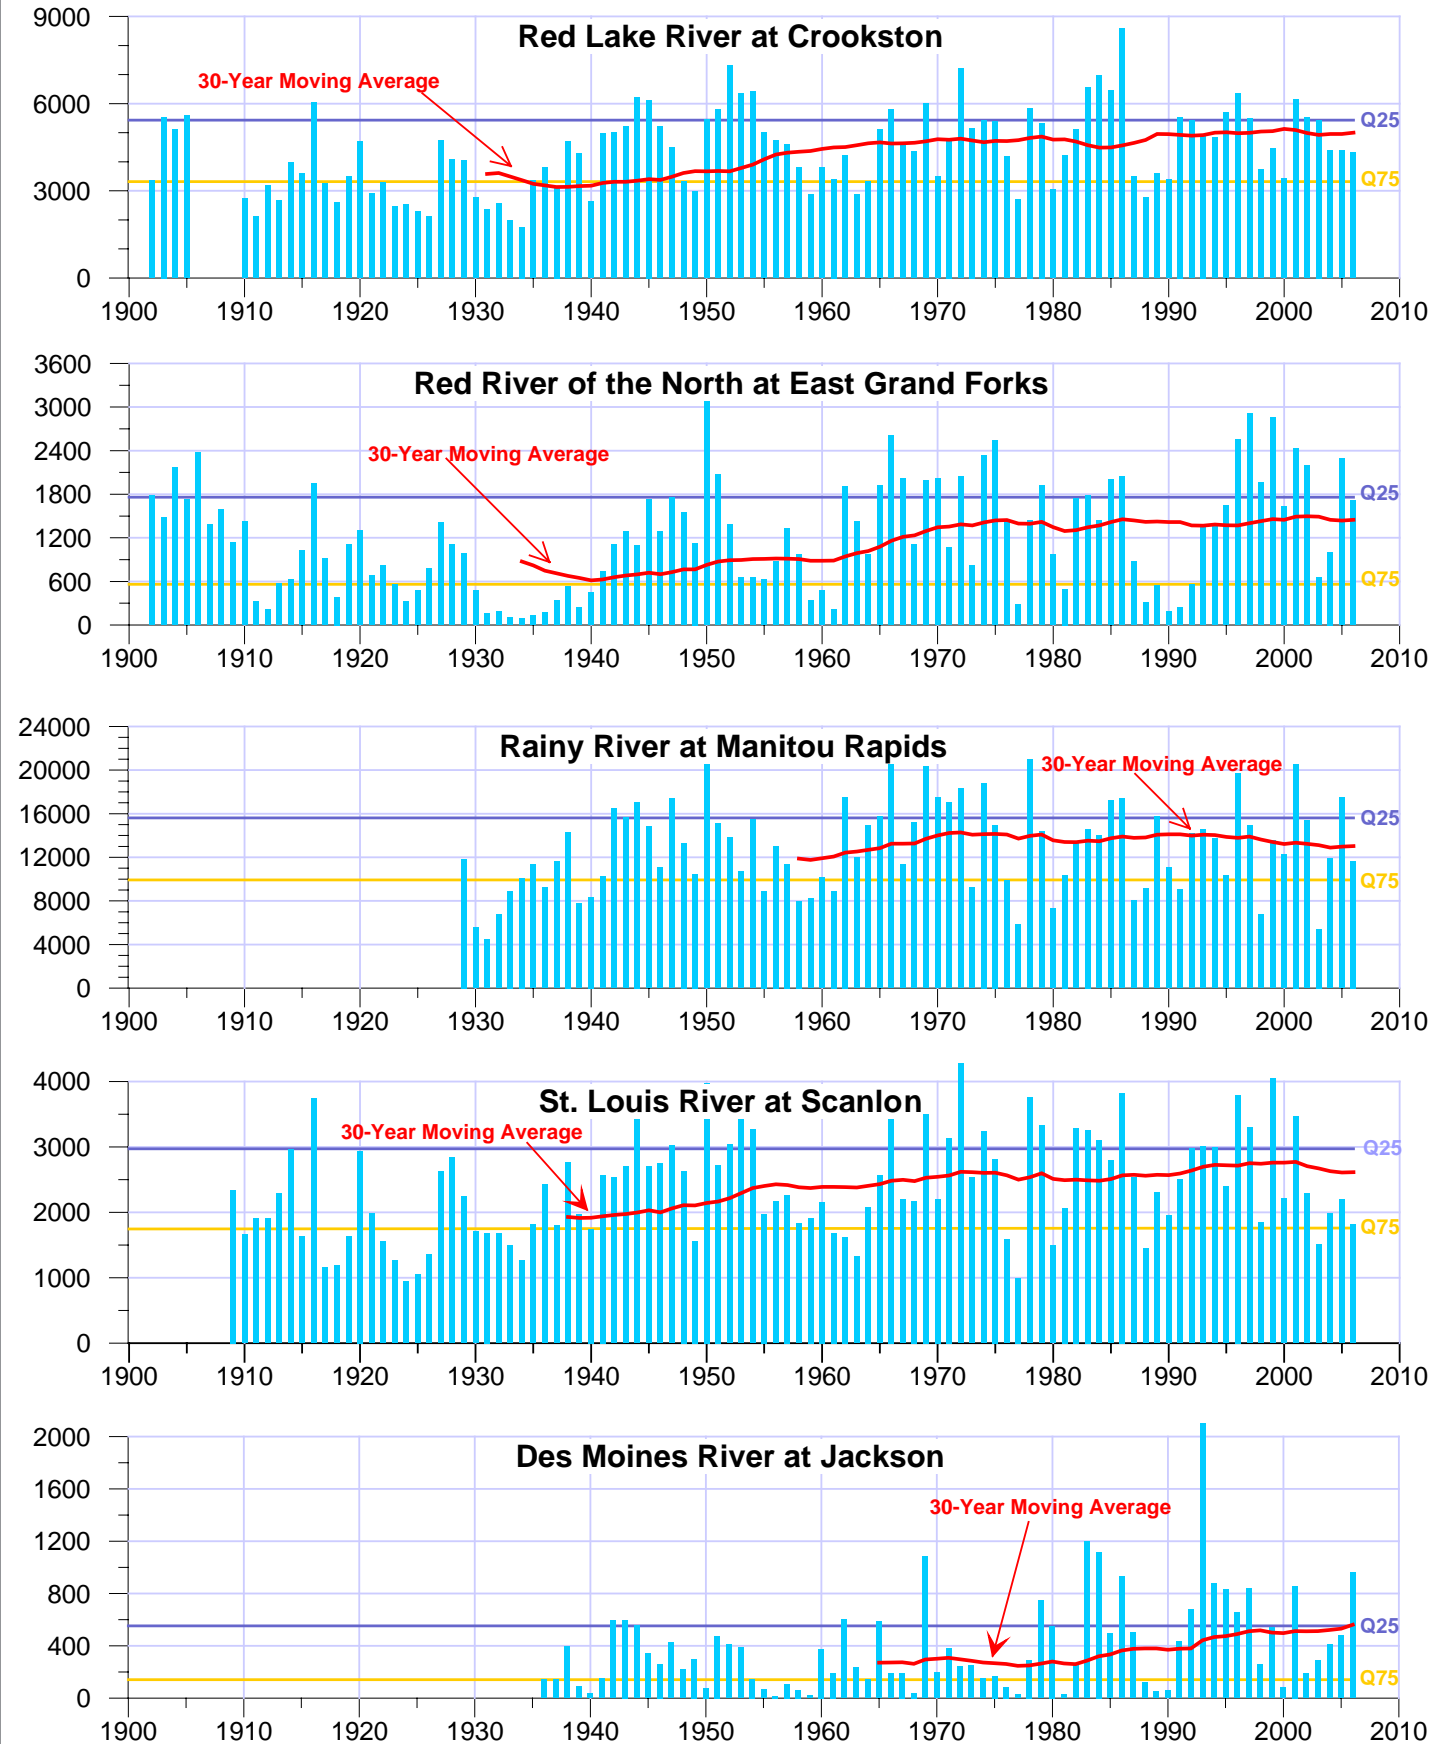 Red Lake River at Crookston
30-Year Moving Average
9000
6000
3000
0
Q25
Q75
1900 1910 1920 1930 1940 1950 1960 1970 1980 1990 2000 2010
Red River of the North at East Grand Forks
30-Year Moving Average
3600
3000
2400
1800
1200
600
0
Q25
Q75
1900 1910 1920 1930 1940 1950 1960 1970 1980 1990 2000 2010
Rainy River at Manitou Rapids
30-Year Moving Average
24000
20000
16000
12000
8000
4000
0
Q25
Q75
1900 1910 1920 1930 1940 1950 1960 1970 1980 1990 2000 2010
St. Louis River at Scanlon
30-Year Moving Average
4000
3000
2000
1000
0
Q25
Q75
1900 1910 1920 1930 1940 1950 1960 1970 1980 1990 2000 2010
Des Moines River at Jackson
30-Year Moving Average
2000
1600
1200
800
400
0
Q25
Q75
1900 1910 1920 1930 1940 1950 1960 1970 1980 1990 2000 2010